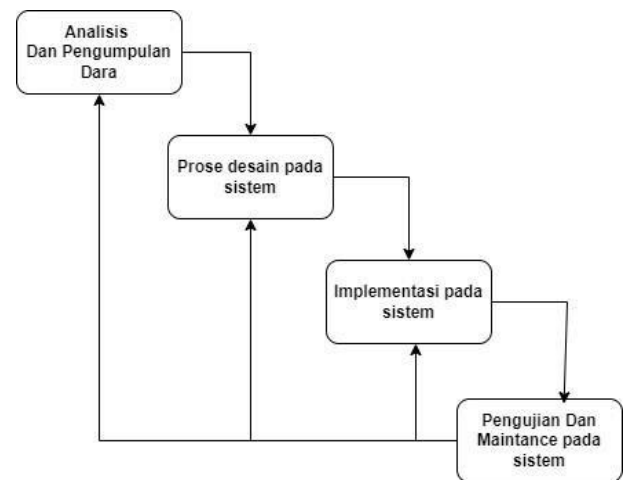 Analisis
Dan Pengumpulan
Dara
Prose desain pada
sistem
Implementasi pada
sistem
Pengujian Dan
Maintance pada
sistem